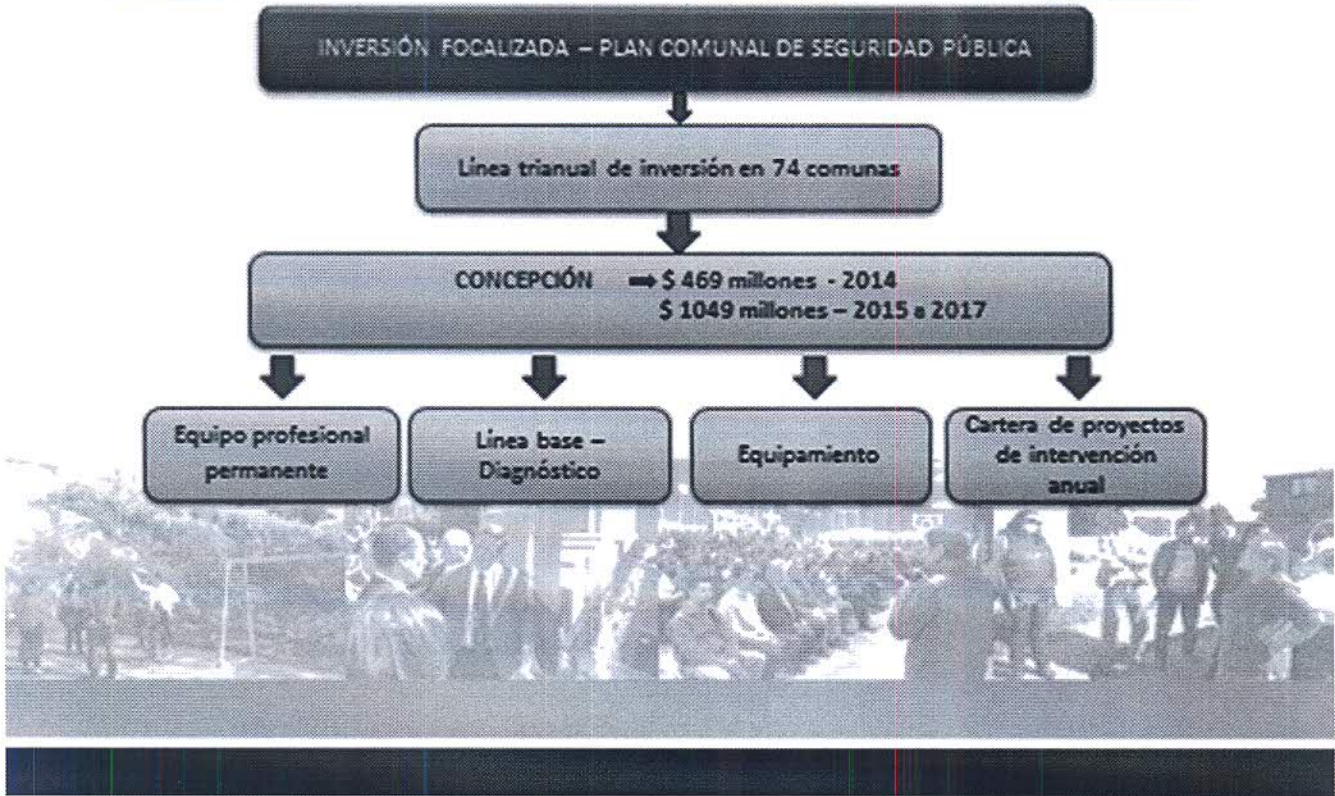 INVERSIÓN FOCALIZADA – PLAN COMUNAL DE SEGURIDAD PÚBLICA
Línea trianual de inversión en 74 comunas
CONCEPCIÓN ➡ $ 469 millones - 2014
$ 1049 millones – 2015 a 2017
Equipo profesional
permanente
Línea base –
Diagnóstico
Equipamiento
Cartera de proyectos
de intervención
anual